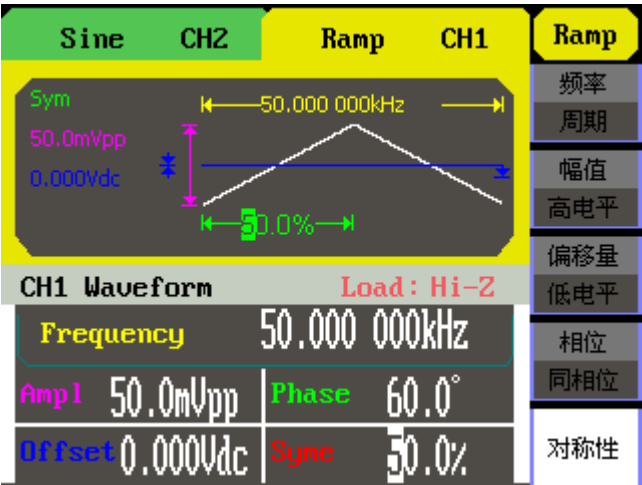 Sine CH2 Ramp CH1 Ramp
Sym
50.000 000kHz
50.0mVpp
0.000Vdc
50.0%
CH1 Waveform Load: Hi-Z
Frequency 50.000 000kHz
Ampl 50.0mVpp Phase 60.0°
Offset 0.000Vdc Syme 50.0%
频率
周期
幅值
高电平
偏移量
低电平
相位
同相位
对称性